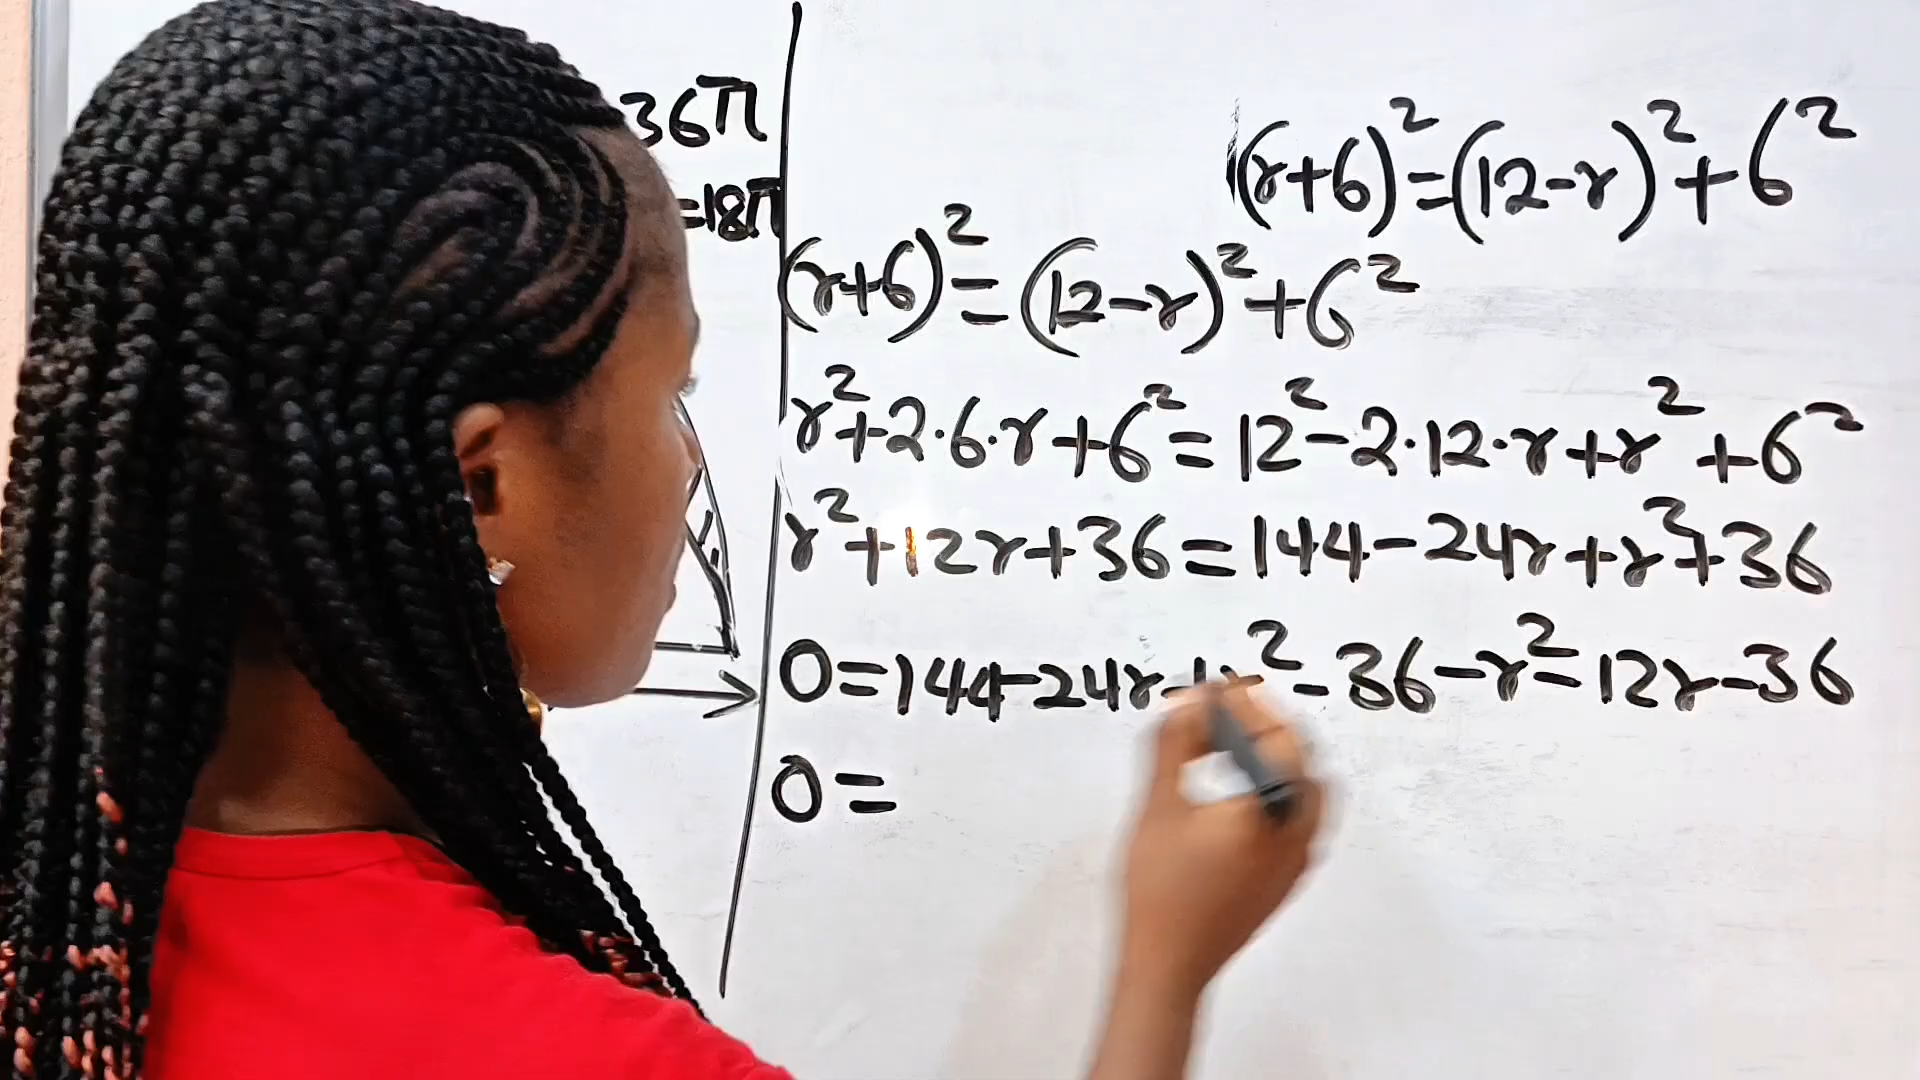 36π
=18π
(r+6)²=(12-r)²+6²
(r+6)²=(12-r)²+6²
r²+2·6·r+6²=12²-2·12·r+r²+6²
r²+12r+36=144-24r+r²+36
0=144-24r+r²-36-r²-12r-36
0=